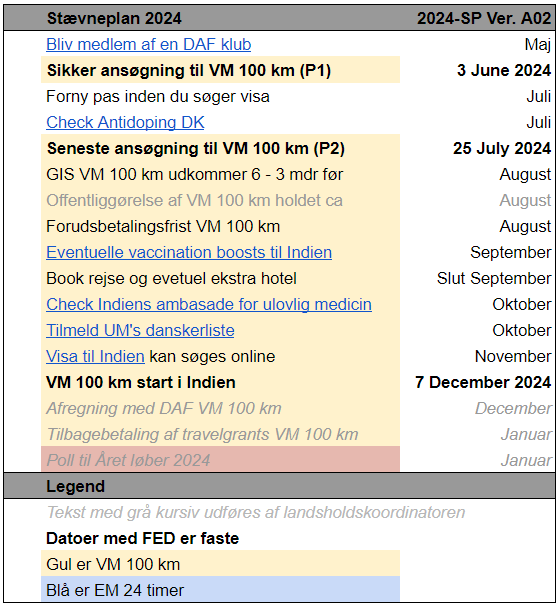 Stævneplan 2024 2024-SP Ver. A02
Bliv medlem af en DAF klub Maj
Sikker ansøgning til VM 100 km (P1) 3 June 2024
Forny pas inden du søger visa Juli
Check Antidoping DK Juli
Seneste ansøgning til VM 100 km (P2) 25 July 2024
GIS VM 100 km udkommer 6 - 3 mdr før August
Offentliggørelse af VM 100 km holdet ca August
Forudsbetalingsfrist VM 100 km August
Eventuelle vaccination boosts til Indien September
Book rejse og evetuel ekstra hotel Slut September
Check Indiens ambasade for ulovlig medicin Oktober
Tilmeld UM's danskerliste Oktober
Visa til Indien kan søges online November
VM 100 km start i Indien 7 December 2024
Afregning med DAF VM 100 km December
Tilbagebetaling af travelgrants VM 100 km Januar
Poll til Året løber 2024 Januar
Legend
Tekst med grå kursiv udføres af landsholdskoordinatoren
Datoer med FED er faste
Gul er VM 100 km
Blå er EM 24 timer